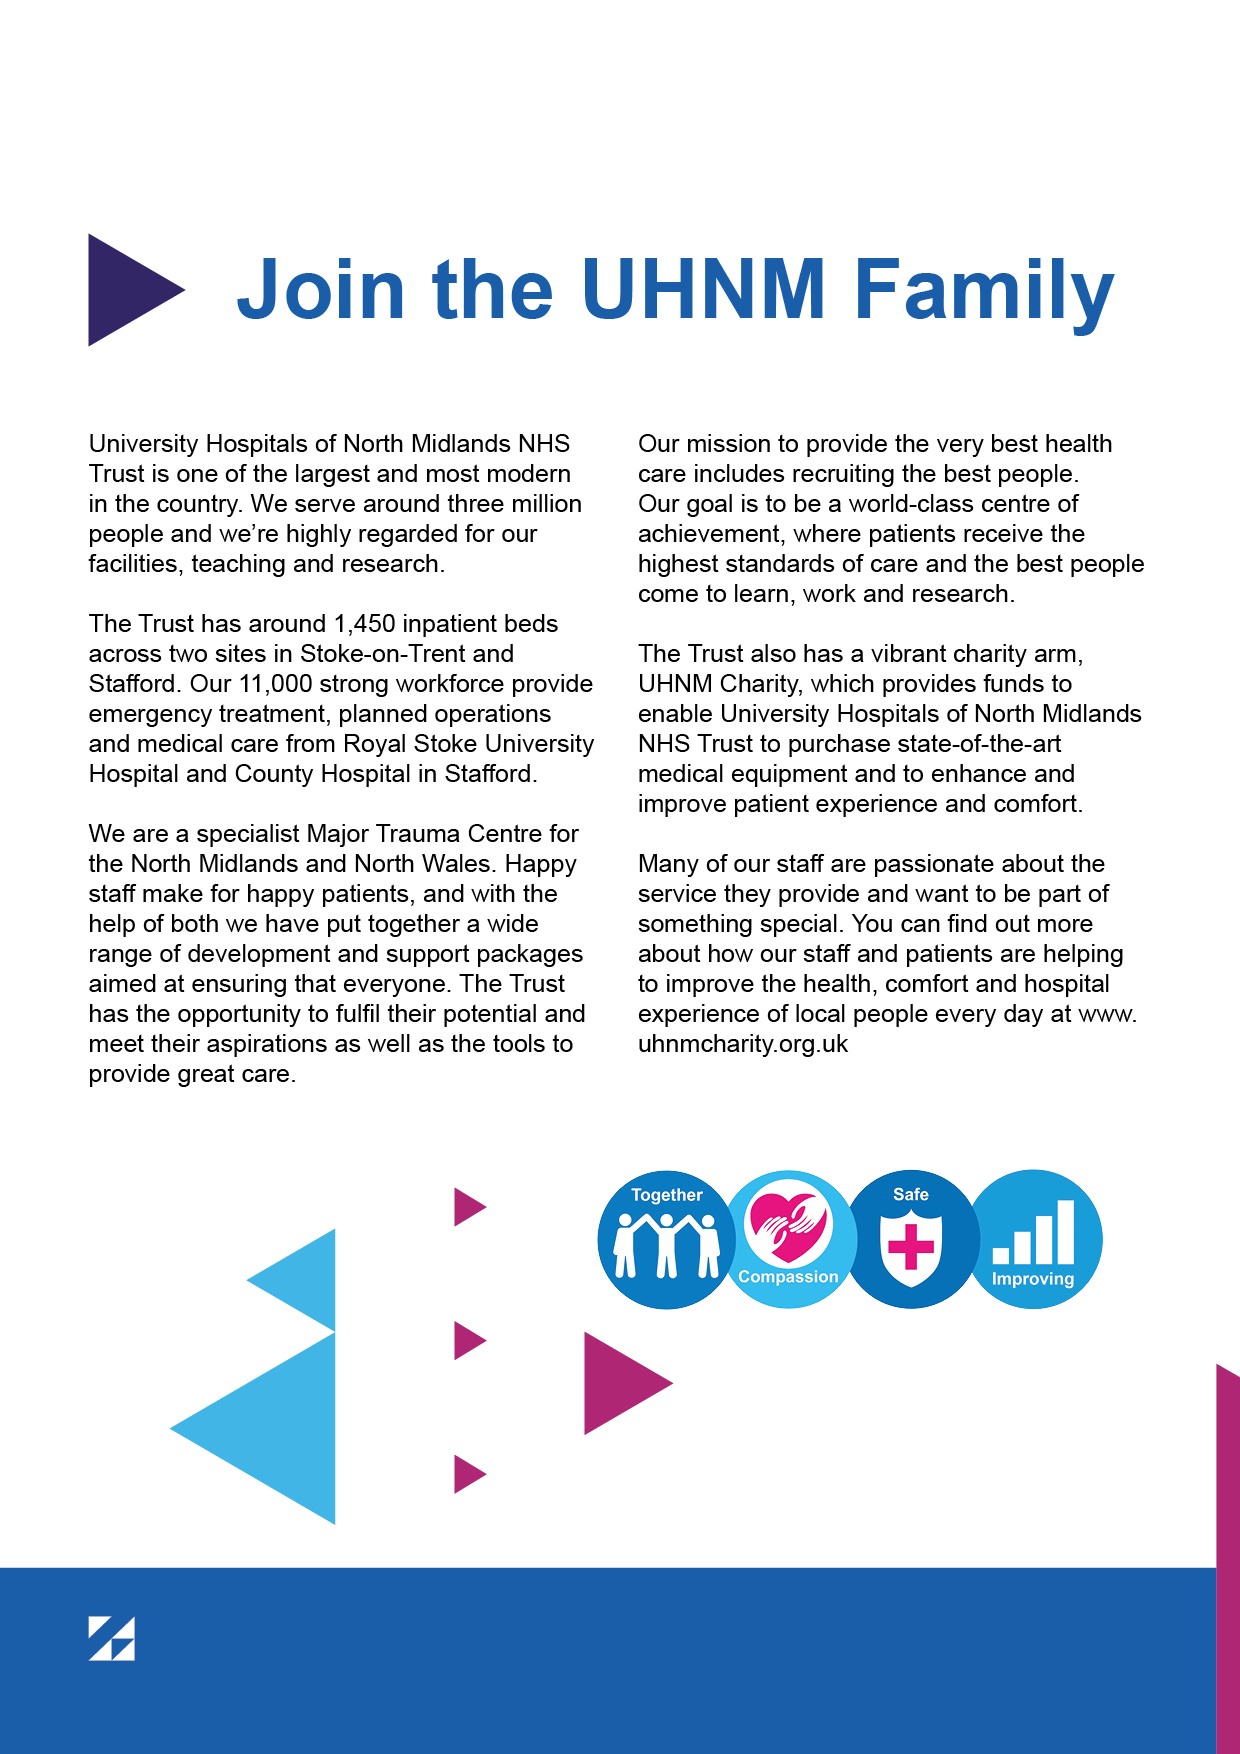 Join the UHNM Family
University Hospitals of North Midlands NHS
Trust is one of the largest and most modern
in the country. We serve around three million
people and we’re highly regarded for our
facilities, teaching and research.
The Trust has around 1,450 inpatient beds
across two sites in Stoke-on-Trent and
Stafford. Our 11,000 strong workforce provide
emergency treatment, planned operations
and medical care from Royal Stoke University
Hospital and County Hospital in Stafford.
We are a specialist Major Trauma Centre for
the North Midlands and North Wales. Happy
staff make for happy patients, and with the
help of both we have put together a wide
range of development and support packages
aimed at ensuring that everyone. The Trust
has the opportunity to fulfil their potential and
meet their aspirations as well as the tools to
provide great care.
Our mission to provide the very best health
care includes recruiting the best people.
Our goal is to be a world-class centre of
achievement, where patients receive the
highest standards of care and the best people
come to learn, work and research.
The Trust also has a vibrant charity arm,
UHNM Charity, which provides funds to
enable University Hospitals of North Midlands
NHS Trust to purchase state-of-the-art
medical equipment and to enhance and
improve patient experience and comfort.
Many of our staff are passionate about the
service they provide and want to be part of
something special. You can find out more
about how our staff and patients are helping
to improve the health, comfort and hospital
experience of local people every day at www.
uhnmcharity.org.uk
Together
Compassion
Safe
Improving